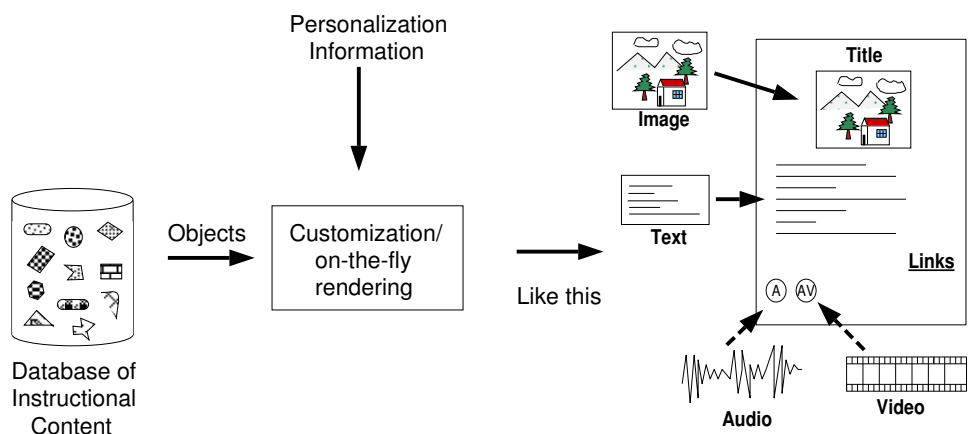 Personalization
Information
Objects
Customization/
on-the-fly
rendering
Like this
Database of
Instructional
Content
Image
Text
Title
Links
A
AV
Audio
Video